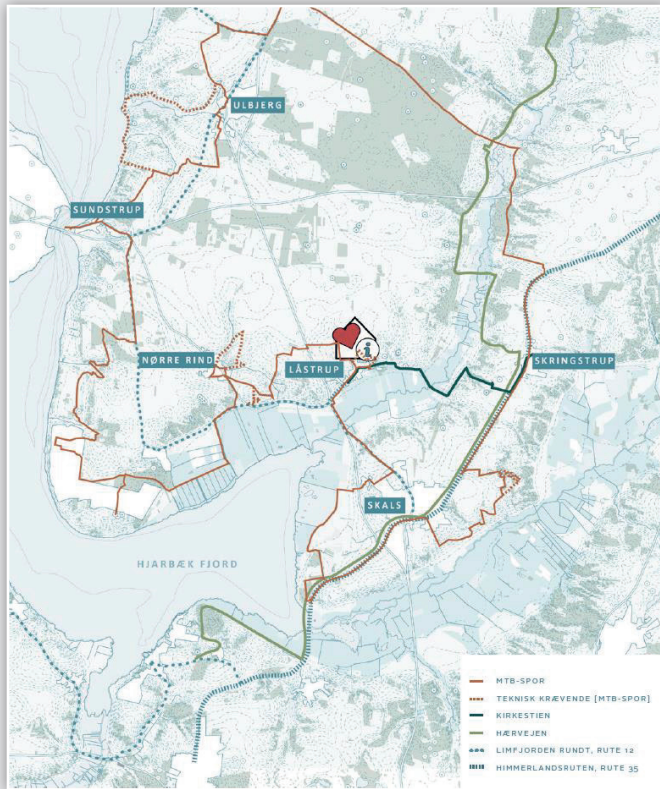 ULBJERG
SUNDSTRUP
NØRRE RIND
LÅSTRUP
i
SKRINGSTRUP
SKALS
HJARBÆK FJORD
MTB-SPOR
TEKNISK KRÆVENDE [MTB-SPOR]
KIRKESTIEN
HÆRVEJEN
LIMFJORDEN RUNDT, RUTE 12
HIMMERLANDSRUTEN, RUTE 35